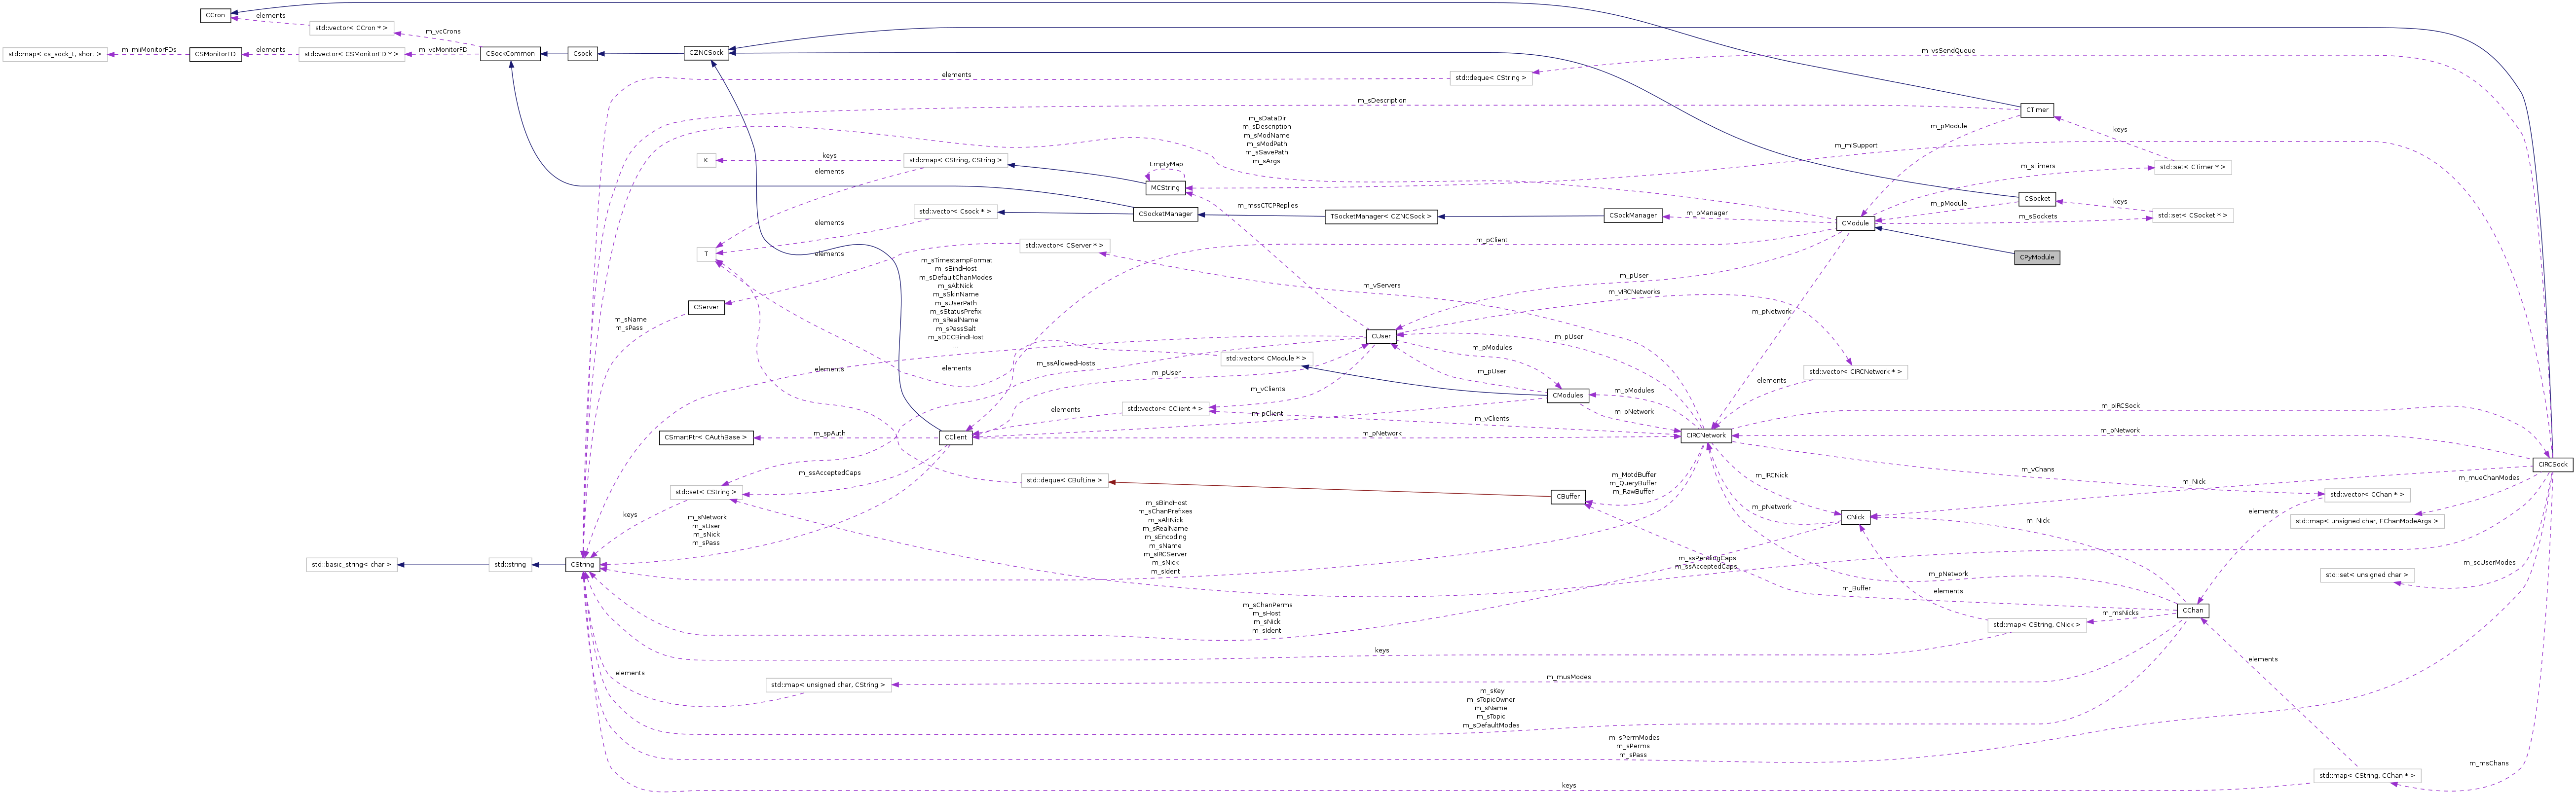 CCron
elements
std::vector< CCron * >
m_vcCrons
std::map< cs_sock_t, short >
m_miiMonitorFDs
CSMonitorFD
elements
std::vector< CSMonitorFD * >
m_vcMonitorFD
CSockCommon
Csock
CZNCSock
m_vsSendQueue
elements
std::deque< CString >
m_sDescription
CTimer
m_pModule
keys
m_sDataDir
m_sDescription
m_sModName
m_sModPath
m_sSavePath
m_sArgs
m_mISupport
K
keys
std::map< CString, CString >
EmptyMap
elements
m_sTimers
std::set< CTimer * >
MCString
m_mssCTCPReplies
CSocket
keys
m_pModule
std::vector< Csock * >
CSocketManager
TSocketManager< CZNCSock >
CSockManager
m_pManager
CModule
m_sSockets
std::set< CSocket * >
elements
m_pClient
std::vector< CServer * >
T
elements
CPyModule
m_sTimestampFormat
m_sBindHost
m_sDefaultChanModes
m_sAltNick
m_sSkinName
m_sUserPath
m_sStatusPrefix
m_sRealName
m_sPassSalt
m_sDCCBindHost
...
m_pUser
m_vServers
m_vIRCNetworks
CServer
m_pNetwork
m_sName
m_sPass
CUser
m_pUser
m_pModules
std::vector< CModule * >
m_ssAllowedHosts
elements
elements
m_pUser
m_pUser
std::vector< CIRCNetwork * >
elements
m_vClients
m_pModules
CModules
std::vector< CClient * >
elements
m_pClient
m_pNetwork
m_vClients
m_pIRCSock
CSmartPtr< CAuthBase >
m_spAuth
CClient
m_pNetwork
CIRCNetwork
m_pNetwork
CIRCSock
m_vChans
m_ssAcceptedCaps
m_IRCNick
m_MotdBuffer
m_QueryBuffer
m_RawBuffer
m_Nick
m_mueChanModes
std::deque< CBufLine >
std::set< CString >
CBuffer
std::vector< CChan * >
m_sBindHost
m_sChanPrefixes
m_sAltNick
m_sRealName
m_sEncoding
m_sName
m_sIRCServer
m_sNick
m_sIdent
m_pNetwork
elements
keys
m_sNetwork
m_sUser
m_sNick
m_sPass
CNick
m_Nick
std::map< unsigned char, EChanModeArgs >
m_ssPendingCaps
m_ssAcceptedCaps
std::basic_string< char >
std::string
CString
m_scUserModes
std::set< unsigned char >
m_pNetwork
m_Buffer
elements
m_sChanPerms
m_sHost
m_sNick
m_sIdent
CChan
m_msNicks
std::map< CString, CNick >
keys
elements
elements
m_musModes
std::map< unsigned char, CString >
m_sKey
m_sTopicOwner
m_sName
m_sTopic
m_sDefaultModes
m_sPermModes
m_sPerms
m_sPass
m_msChans
std::map< CString, CChan * >
keys